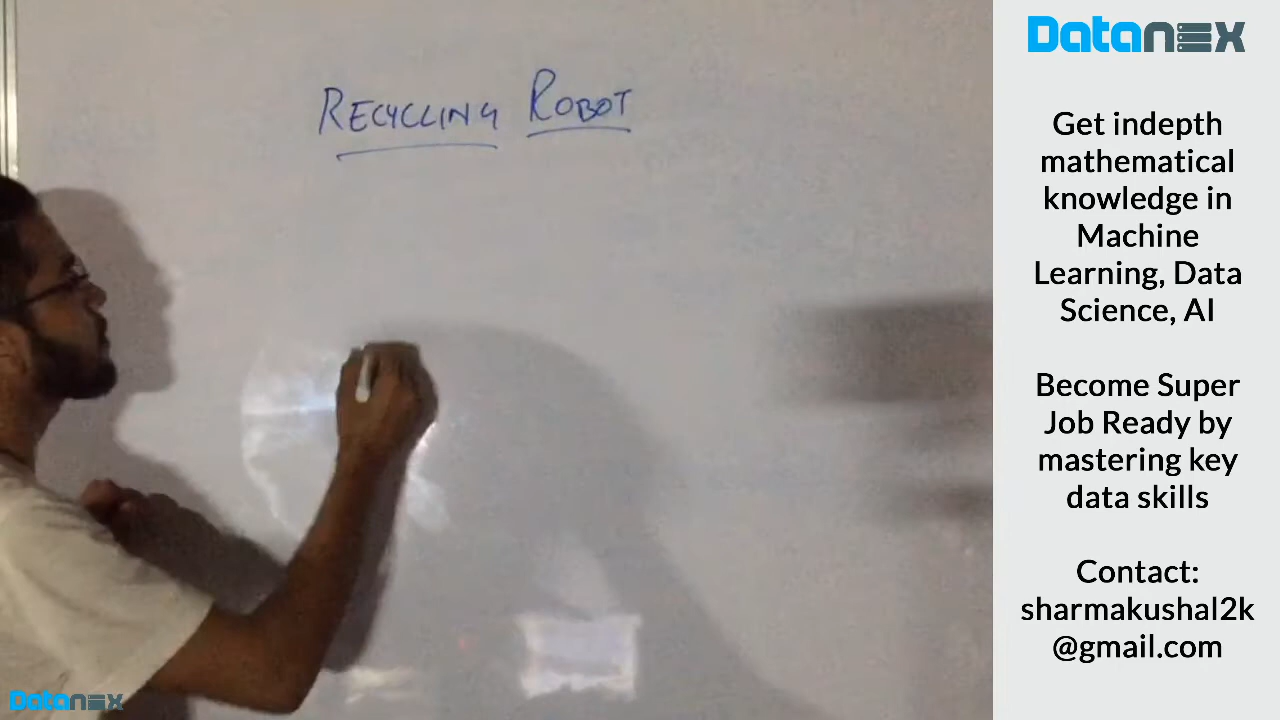 RECYCLING ROBOT
Datanex
Get indepth
mathematical
knowledge in
Machine
Learning, Data
Science, AI
Become Super
Job Ready by
mastering key
data skills
Contact:
sharmakushal2k
@gmail.com
Datanex